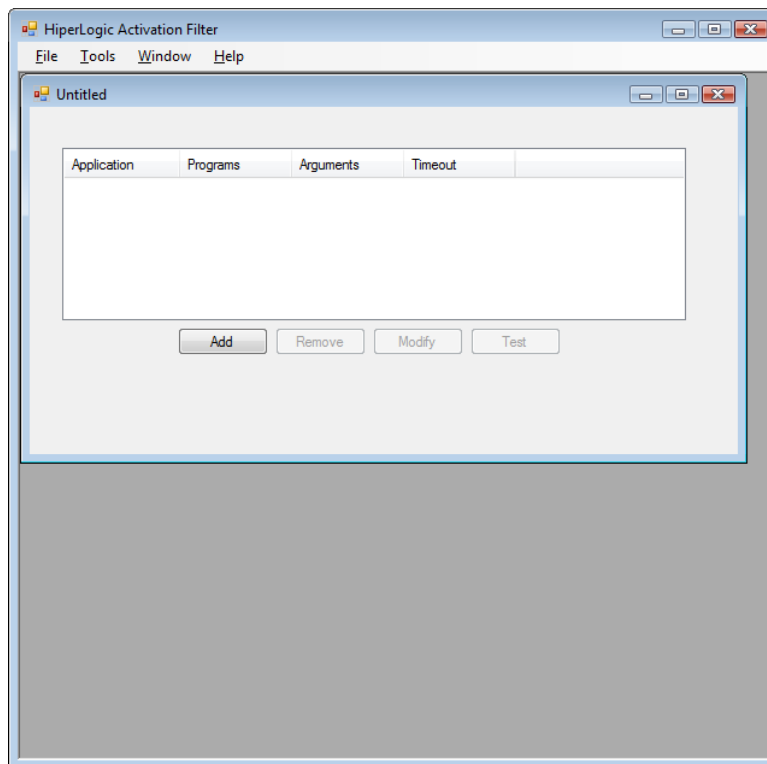 HiperLogic Activation Filter
File Tools Window Help
Untitled
Application Programs Arguments Timeout
Add Remove Modify Test